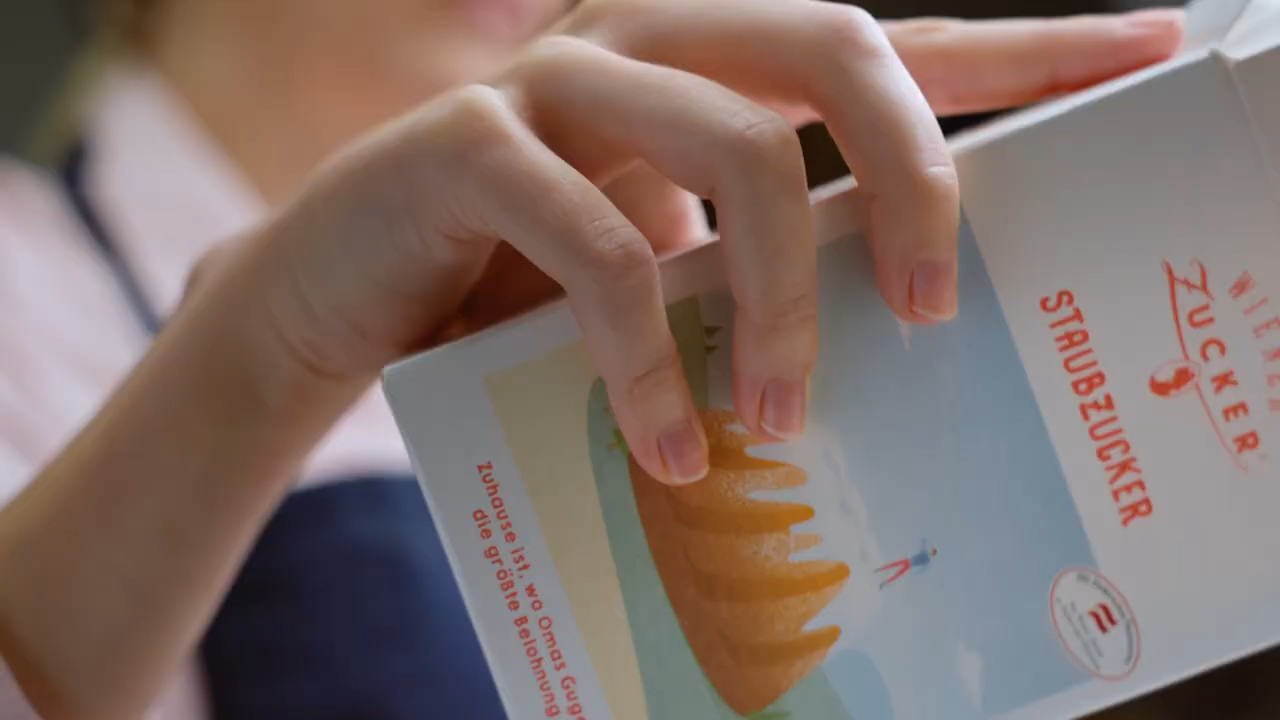 WIENER
ZUCKER
STAUBZUCKER
Zuhause ist, wo Omas
die größte Belohnung